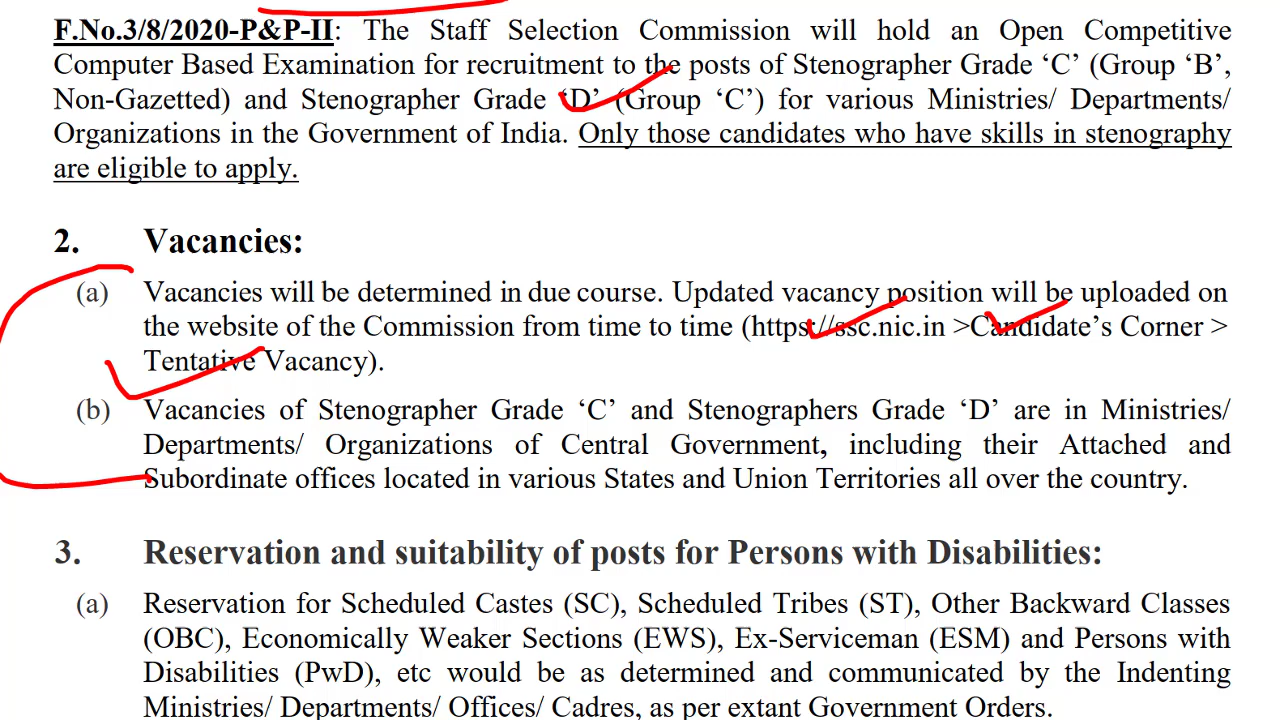 F.No.3/8/2020-P&P-II: The Staff Selection Commission will hold an Open Competitive
Computer Based Examination for recruitment to the posts of Stenographer Grade ‘C’ (Group ‘B’,
Non-Gazetted) and Stenographer Grade ‘D’ (Group ‘C’) for various Ministries/ Departments/
Organizations in the Government of India. Only those candidates who have skills in stenography
are eligible to apply.
2. Vacancies:
(a) Vacancies will be determined in due course. Updated vacancy position will be uploaded on
the website of the Commission from time to time (https://ssc.nic.in >Candidate’s Corner >
Tentative Vacancy).
(b) Vacancies of Stenographer Grade ‘C’ and Stenographers Grade ‘D’ are in Ministries/
Departments/ Organizations of Central Government, including their Attached and
Subordinate offices located in various States and Union Territories all over the country.
3. Reservation and suitability of posts for Persons with Disabilities:
(a) Reservation for Scheduled Castes (SC), Scheduled Tribes (ST), Other Backward Classes
(OBC), Economically Weaker Sections (EWS), Ex-Serviceman (ESM) and Persons with
Disabilities (PwD), etc would be as determined and communicated by the Indenting
Ministries/ Departments/ Offices/ Cadres, as per extant Government Orders.